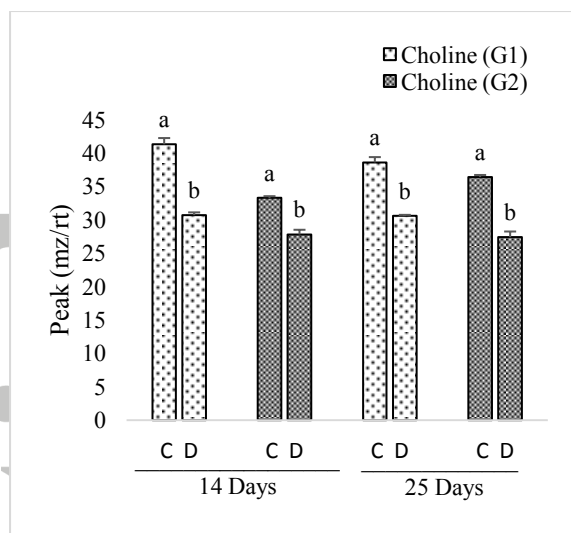 Choline (G1)
Choline (G2)
Peak (mz/rt)
45
40
35
30
25
20
15
10
5
0
a
b
a
b
a
b
a
b
C D C D C D C D
14 Days 25 Days